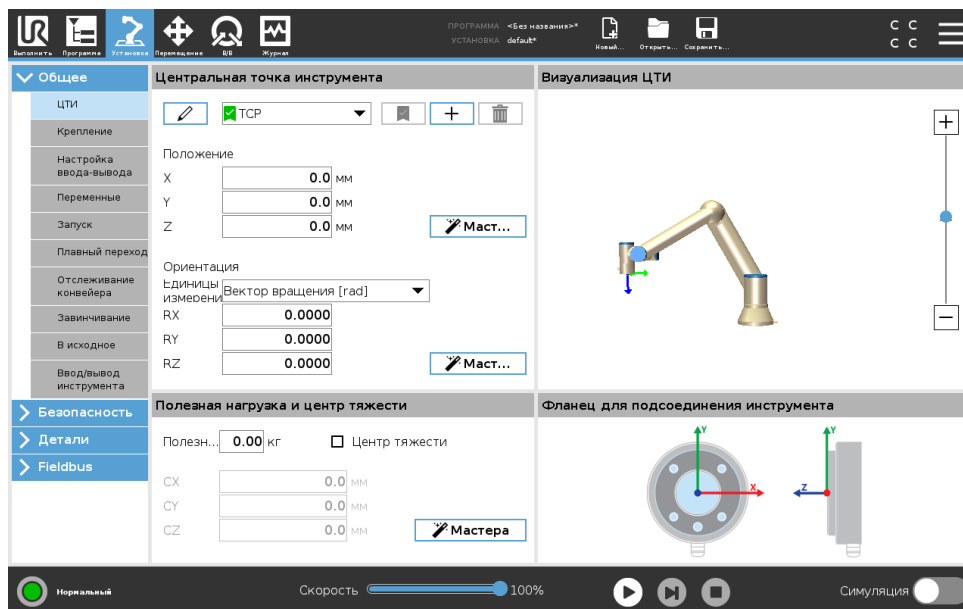 ПРОГРАММА <Без названия>*
УСТАНОВКА default*
Выполнить Программа Установка Перемещение В/В Журнал
Новый... Открыть... Сохранить...
C C
C C
Общее
ЦТИ
Крепление
Настройка
ввода-вывода
Переменные
Запуск
Плавный переход
Отслеживание
конвейера
Завинчивание
В исходное
Ввод/вывод
инструмента
Безопасность
Детали
Fieldbus
Центральная точка инструмента
TCP
Положение
X 0.0 мм
Y 0.0 мм
Z 0.0 мм
Маст...
Ориентация
Единицы
измерени
Вектор вращения [rad]
RX 0.0000
RY 0.0000
RZ 0.0000
Маст...
Визуализация ЦТИ
Полезная нагрузка и центр тяжести
Полезн... 0.00 кг Центр тяжести
CX 0.0 мм
CY 0.0 мм
CZ 0.0 мм
Мастера
Фланец для подсоединения инструмента
Y Y
X Z
Нормальный
Скорость 100%
Симуляция